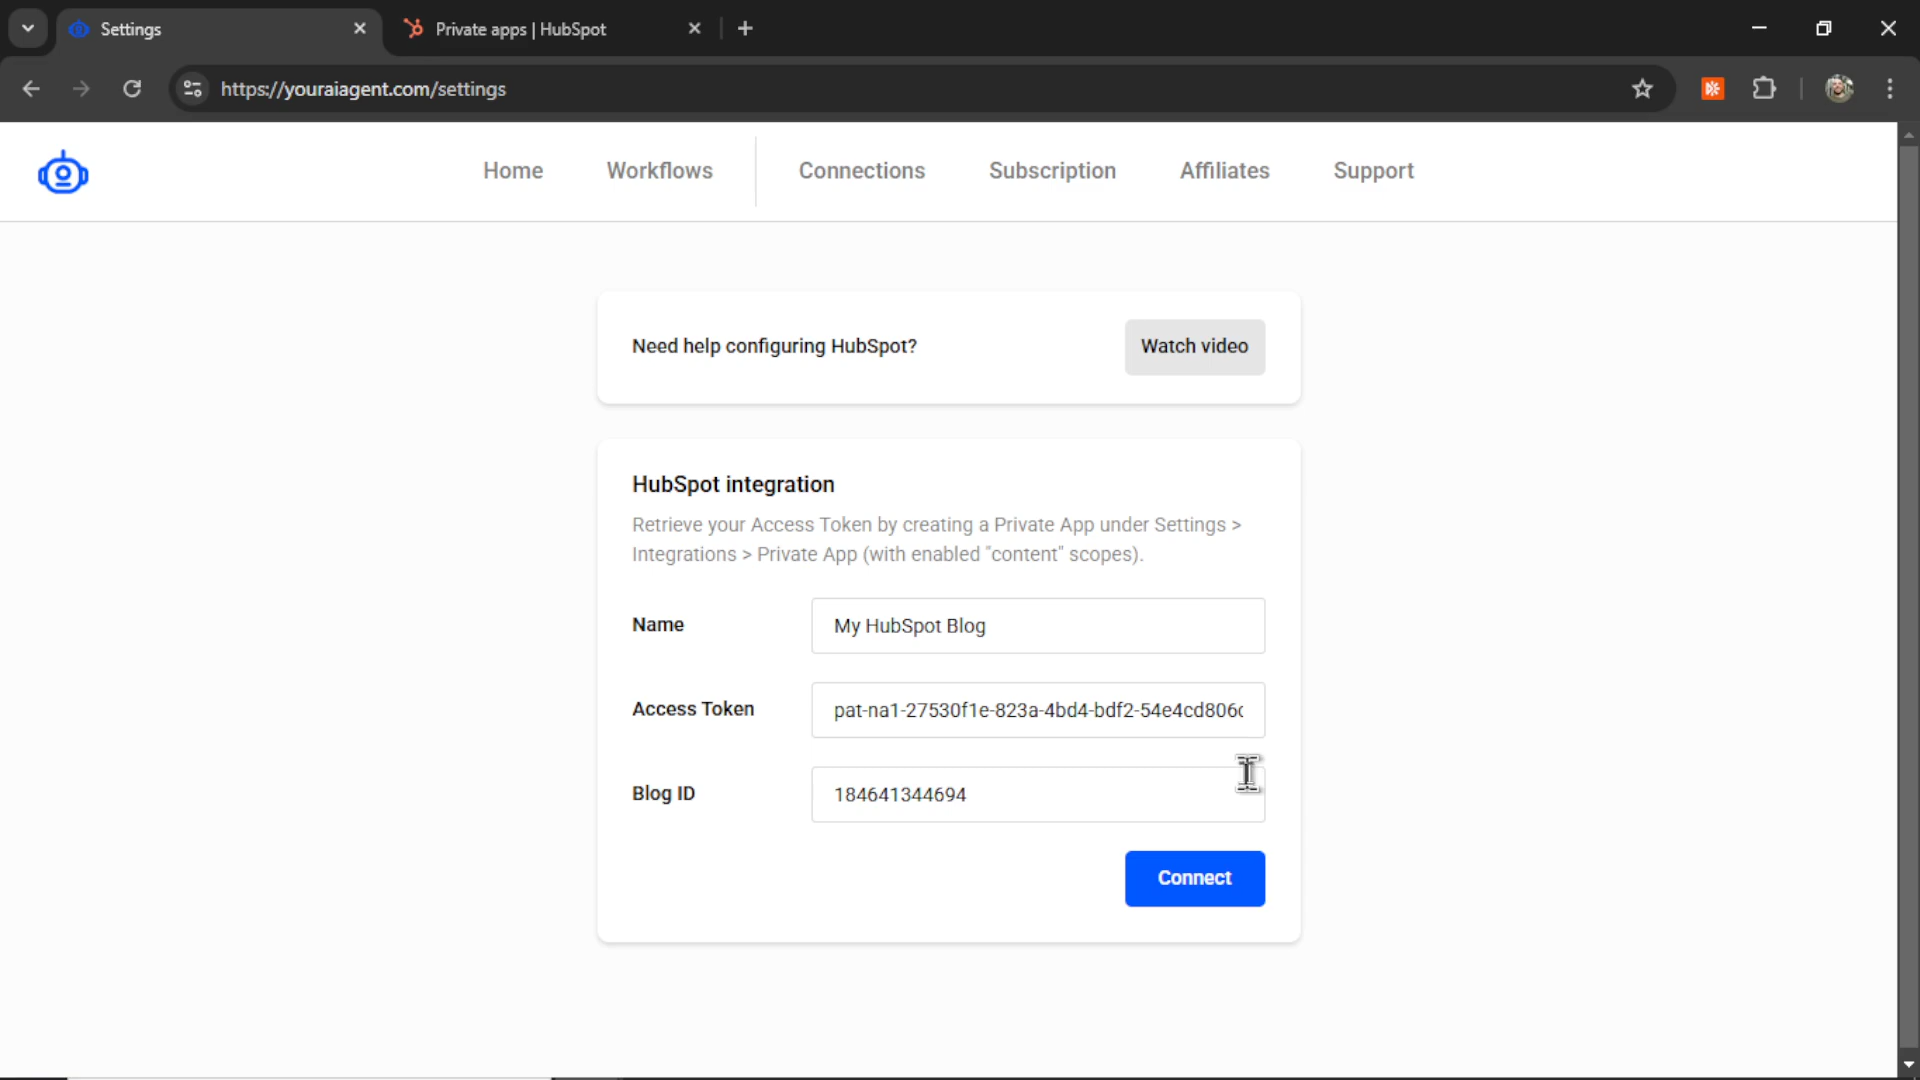 Settings
Private apps | HubSpot
https://youraiagent.com/settings
Home Workflows Connections Subscription Affiliates Support
Need help configuring HubSpot? Watch video
HubSpot integration
Retrieve your Access Token by creating a Private App under Settings >
Integrations > Private App (with enabled "content" scopes).
Name My HubSpot Blog
Access Token pat-na1-27530f1e-823a-4bd4-bdf2-54e4cd806c
Blog ID 184641344694
Connect